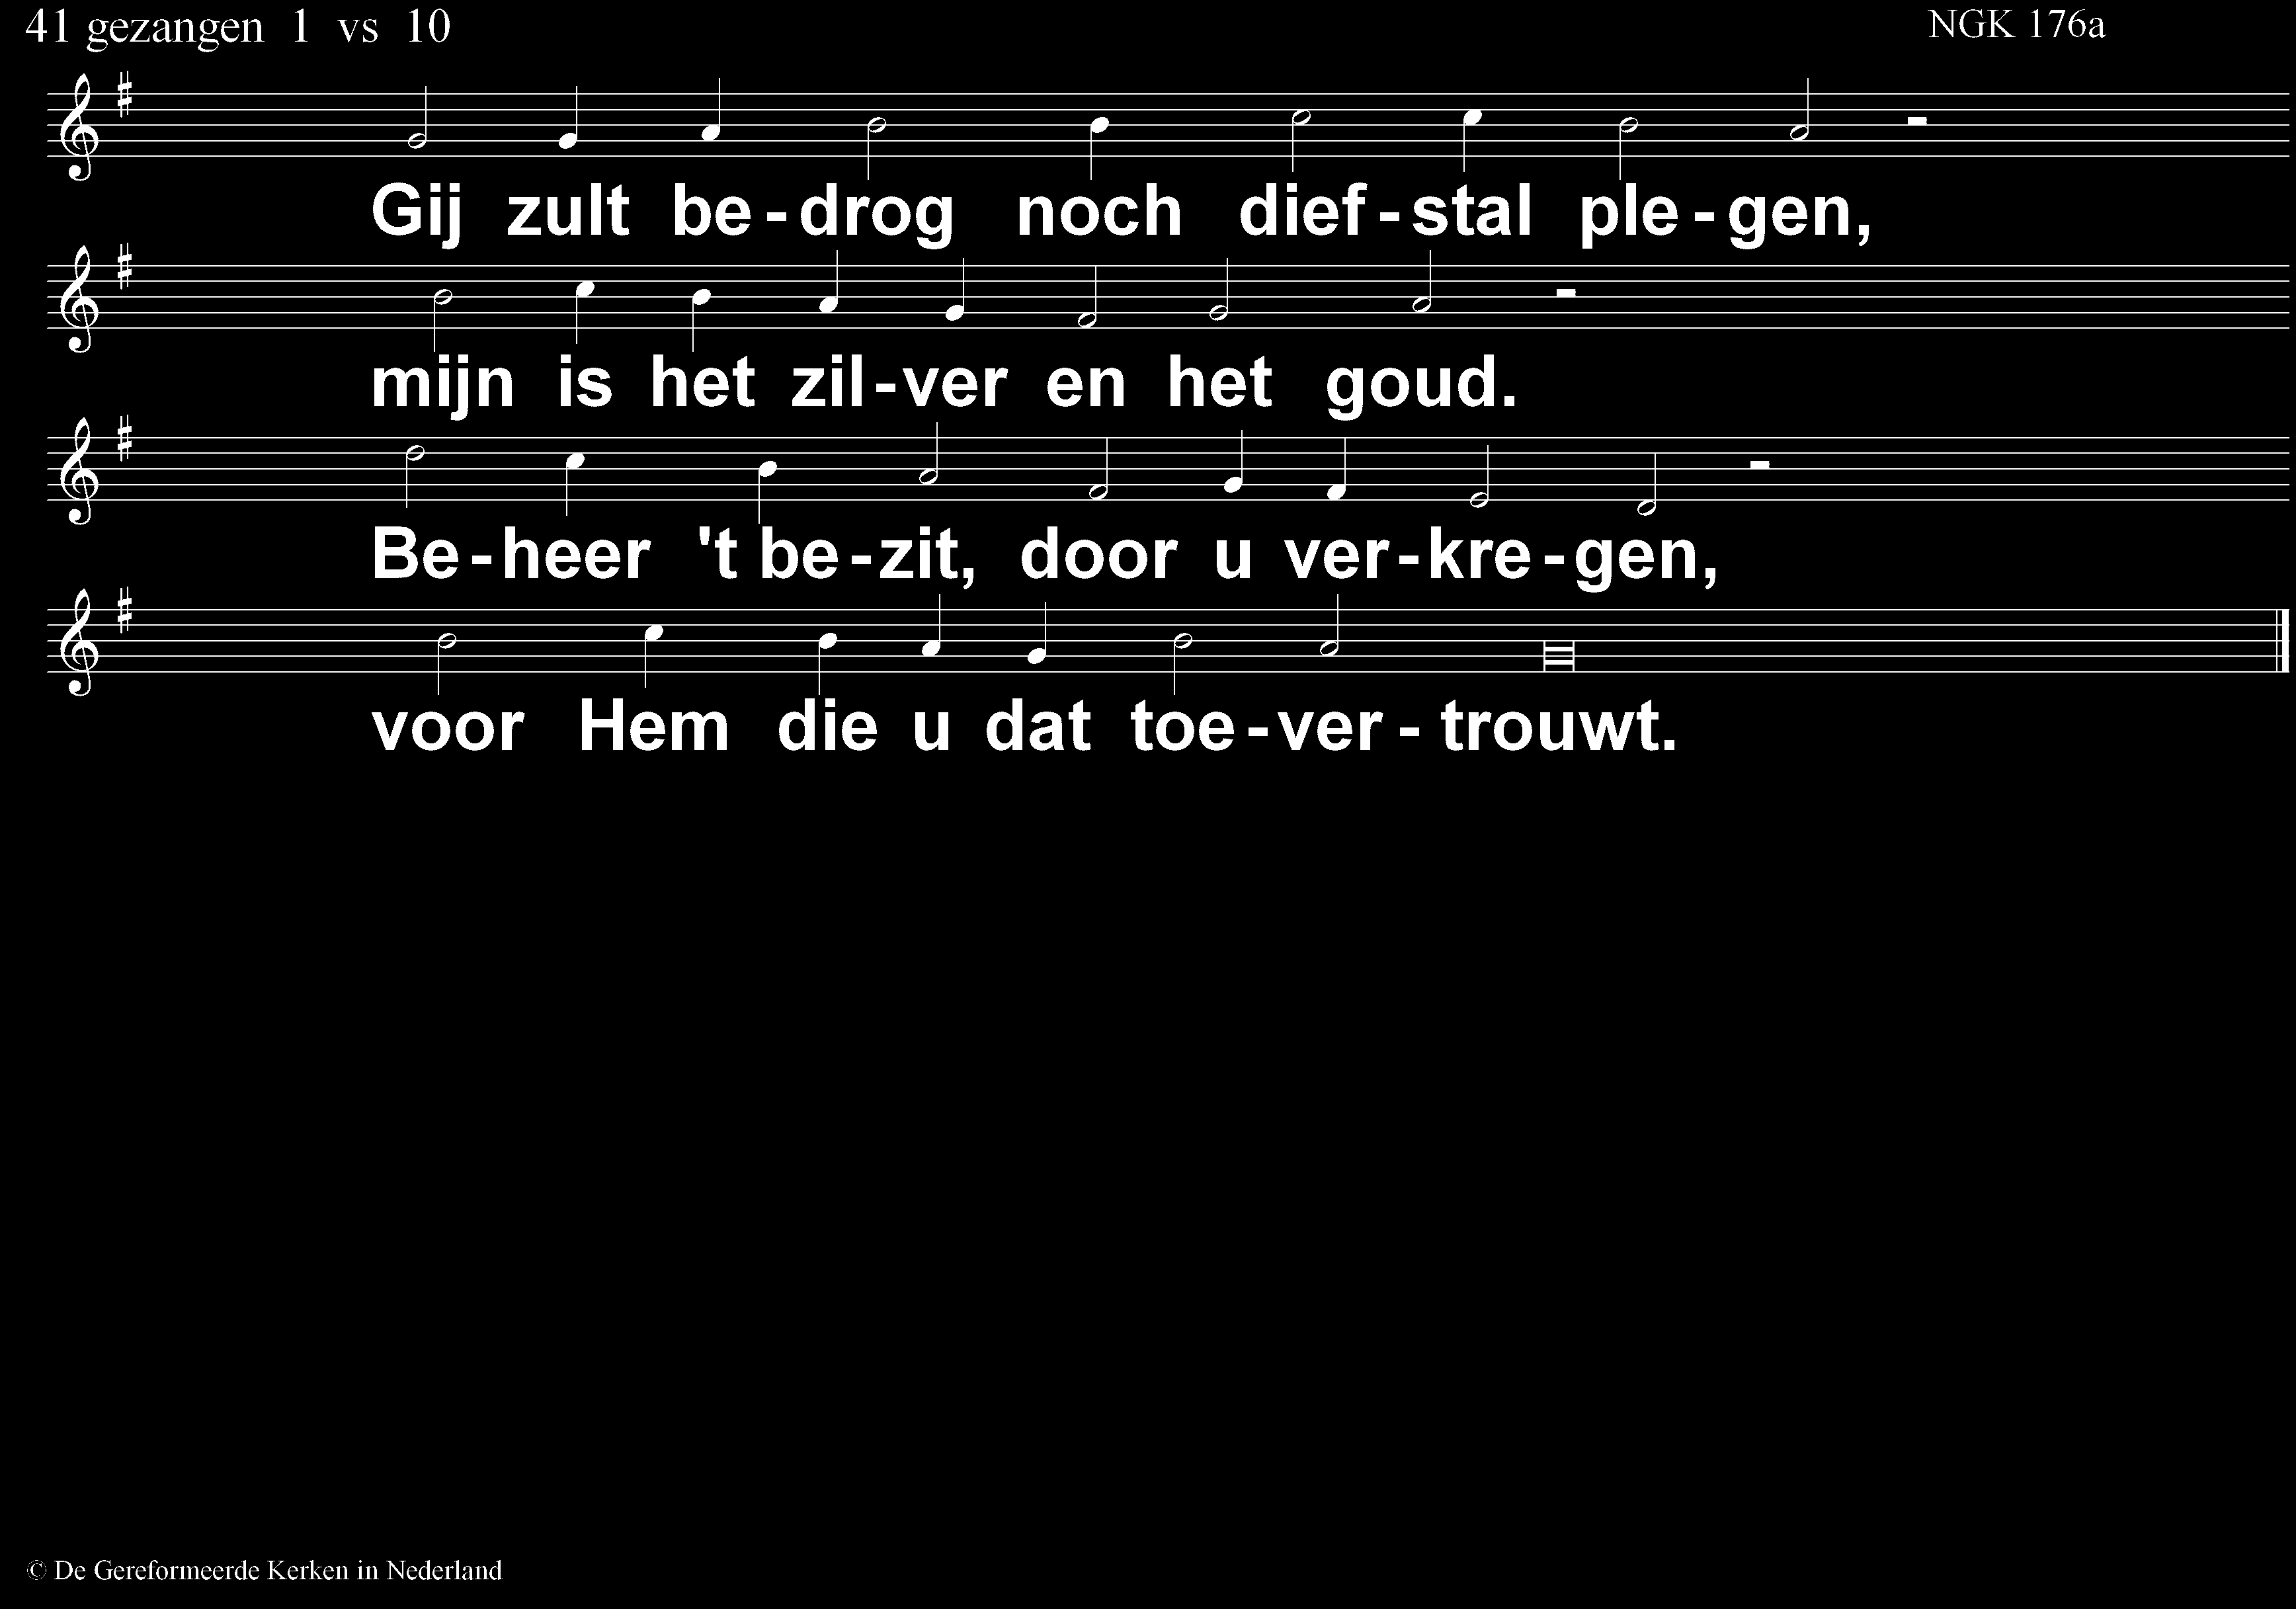 41 gezangen 1 vs 10 NGK 176a
Gij zult be-drog noch dief-stal ple-gen,
mijn is het zil-ver en het goud.
Be-heer 't be-zit, door u ver-kre-gen,
voor Hem die u dat toe-ver-trouwt.
© De Gereformeerde Kerken in Nederland